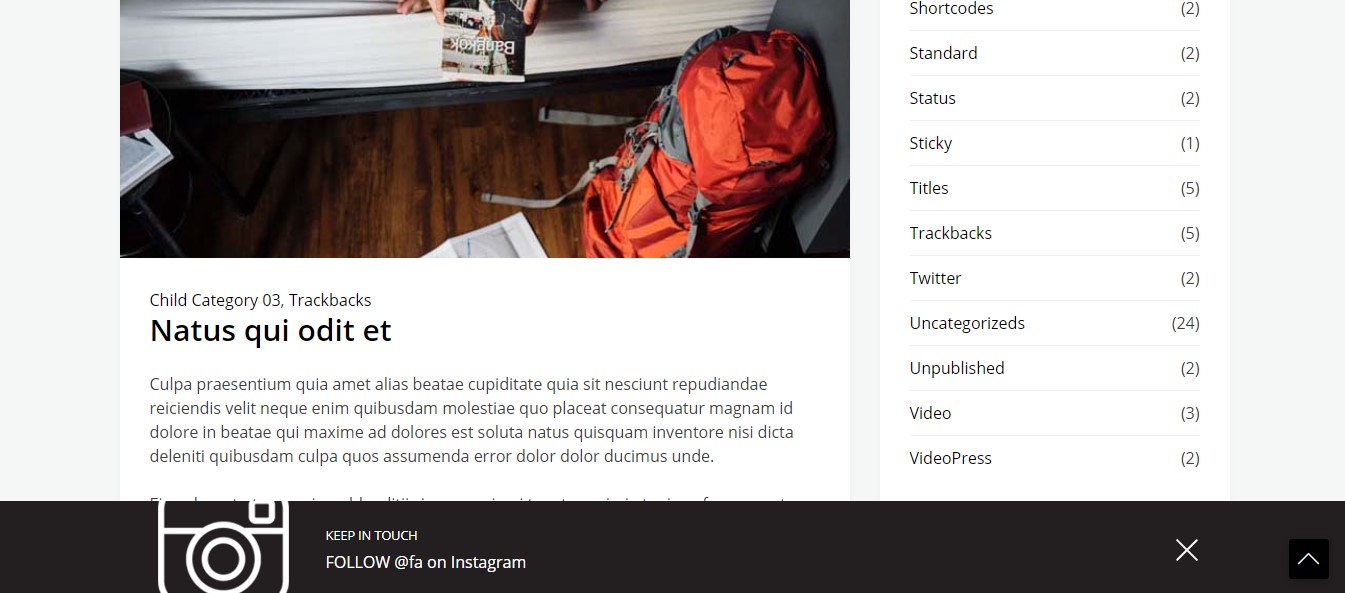 Bangkok
Child Category 03, Trackbacks
Natus qui odit et
Culpa praesentium quia amet alias beatae cupiditate quia sit nesciunt repudiandae
reiciendis velit neque enim quibusdam molestiae quo placeat consequatur magnam id
dolore in beatae qui maxime ad dolores est soluta natus quisquam inventore nisi dicta
deleniti quibusdam culpa quos assumenda error dolor dolor ducimus unde.
Shortcodes (2)
Standard (2)
Status (2)
Sticky (1)
Titles (5)
Trackbacks (5)
Twitter (2)
Uncategorizeds (24)
Unpublished (2)
Video (3)
VideoPress (2)
KEEP IN TOUCH
FOLLOW @fa on Instagram